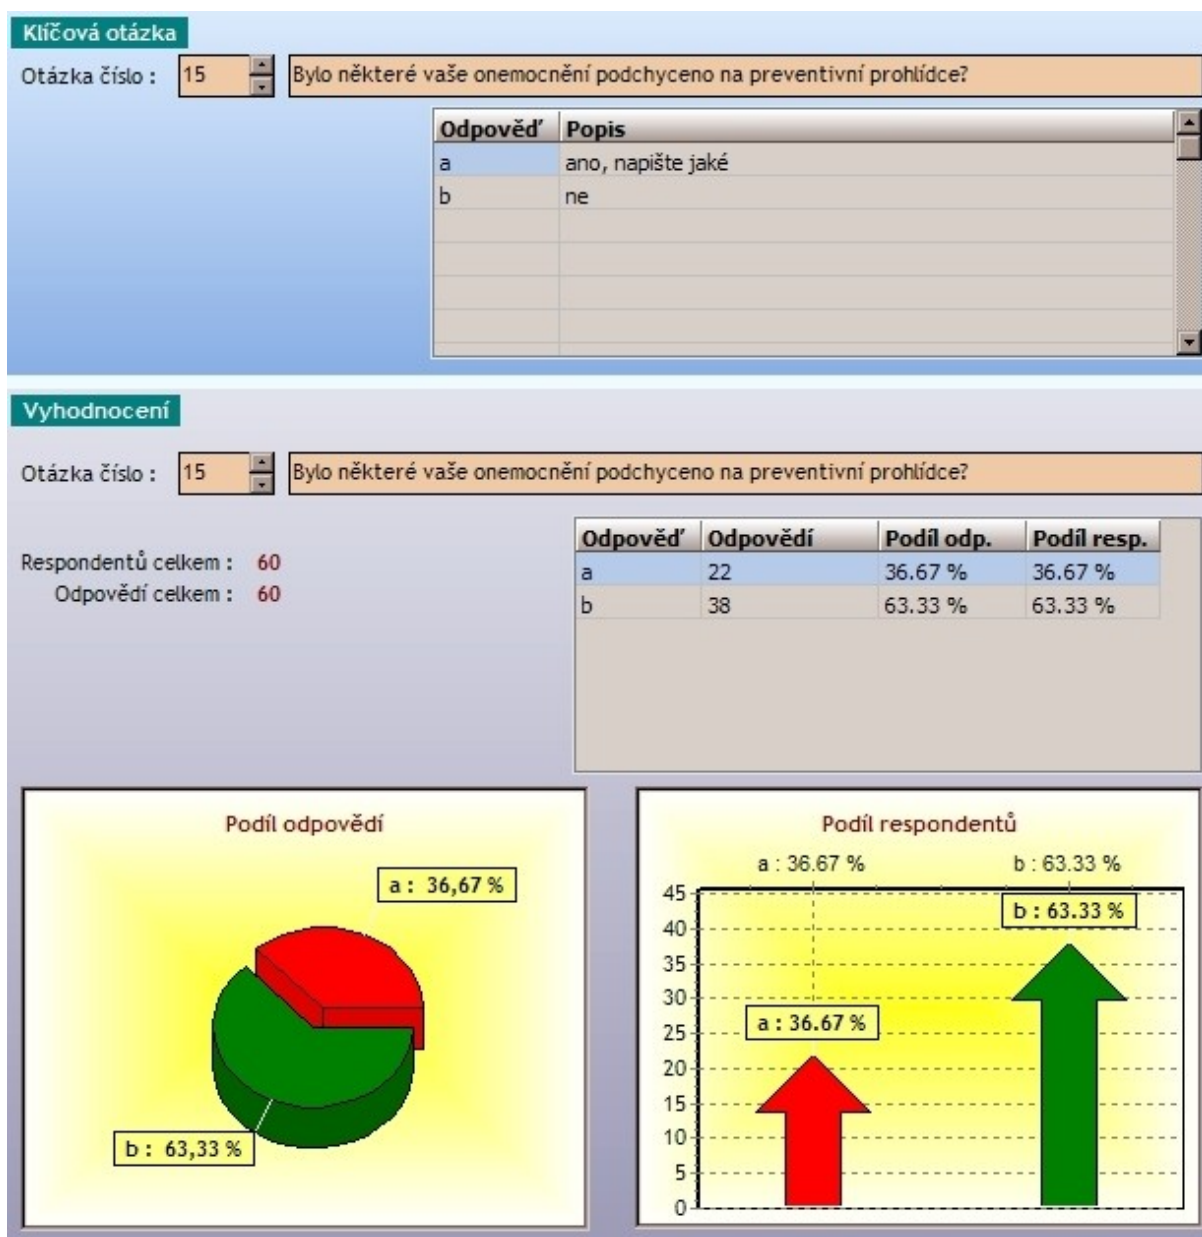 Klíčová otázka
Otázka číslo : 15 Bylo některé vaše onemocnění podchyceno na preventivní prohlídce?
Odpověď Popis
a ano, napište jaké
b ne
Vyhodnocení
Otázka číslo : 15 Bylo některé vaše onemocnění podchyceno na preventivní prohlídce?
Respondentů celkem : 60
Odpovědí celkem : 60
Odpověď Odpovědí Podíl odp. Podíl resp.
a 22 36.67 % 36.67 %
b 38 63.33 % 63.33 %
Podíl odpovědí
a : 36,67 %
b : 63,33 %
Podíl respondentů
a : 36.67 % b : 63.33 %
45
40
35
30
25
20
15
10
5
0
b : 63.33 %
a : 36.67 %